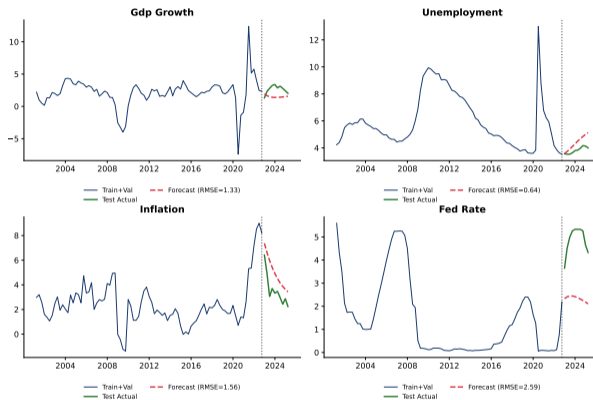 Gdp Growth
Unemployment
10
5
0
−5
2004
2008
2012
2016
2020
2024
12
10
8
6
4
2004
2008
2012
2016
2020
2024
Train+Val
Test Actual
Forecast (RMSE=1.33)
Train+Val
Test Actual
Forecast (RMSE=0.64)
Inflation
Fed Rate
8
6
4
2
0
2004
2008
2012
2016
2020
2024
5
4
3
2
1
0
2004
2008
2012
2016
2020
2024
Train+Val
Test Actual
Forecast (RMSE=1.56)
Train+Val
Test Actual
Forecast (RMSE=2.59)